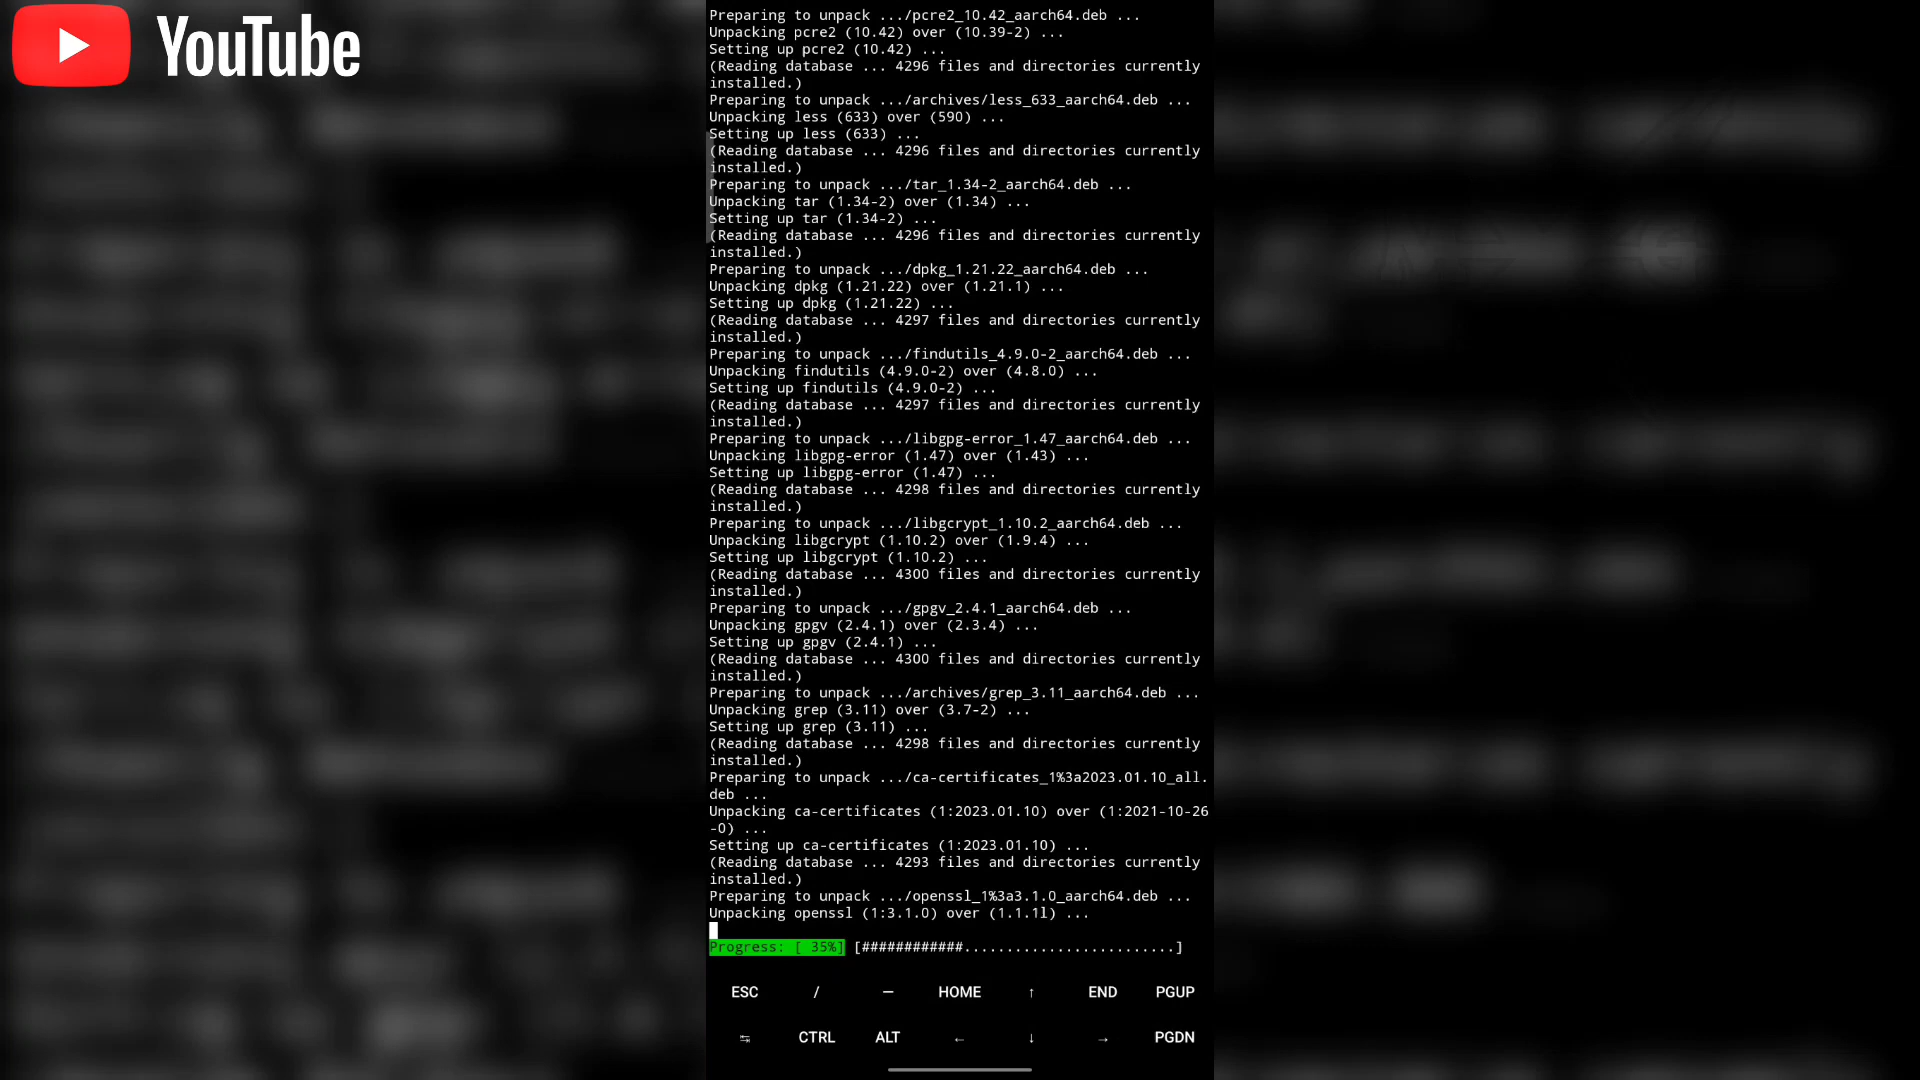 YouTube
Preparing to unpack .../pcre2_10.42_aarch64.deb ...
Unpacking pcre2 (10.42) over (10.39-2) ...
Setting up pcre2 (10.42) ...
(Reading database ... 4296 files and directories currently
installed.)
Preparing to unpack .../archives/less_633_aarch64.deb ...
Unpacking less (633) over (590) ...
Setting up less (633) ...
(Reading database ... 4296 files and directories currently
installed.)
Preparing to unpack .../tar_1.34-2_aarch64.deb ...
Unpacking tar (1.34-2) over (1.34) ...
Setting up tar (1.34-2) ...
(Reading database ... 4296 files and directories currently
installed.)
Preparing to unpack .../dpkg_1.21.22_aarch64.deb ...
Unpacking dpkg (1.21.22) over (1.21.1) ...
Setting up dpkg (1.21.22) ...
(Reading database ... 4297 files and directories currently
installed.)
Preparing to unpack .../findutils_4.9.0-2_aarch64.deb ...
Unpacking findutils (4.9.0-2) over (4.8.0) ...
Setting up findutils (4.9.0-2) ...
(Reading database ... 4297 files and directories currently
installed.)
Preparing to unpack .../libgpg-error_1.47_aarch64.deb ...
Unpacking libgpg-error (1.47) over (1.43) ...
Setting up libgpg-error (1.47) ...
(Reading database ... 4298 files and directories currently
installed.)
Preparing to unpack .../libgcrypt_1.10.2_aarch64.deb ...
Unpacking libgcrypt (1.10.2) over (1.9.4) ...
Setting up libgcrypt (1.10.2) ...
(Reading database ... 4300 files and directories currently
installed.)
Preparing to unpack .../gpgv_2.4.1_aarch64.deb ...
Unpacking gpgv (2.4.1) over (2.3.4) ...
Setting up gpgv (2.4.1) ...
(Reading database ... 4300 files and directories currently
installed.)
Preparing to unpack .../archives/grep_3.11_aarch64.deb ...
Unpacking grep (3.11) over (3.7-2) ...
Setting up grep (3.11) ...
(Reading database ... 4298 files and directories currently
installed.)
Preparing to unpack .../ca-certificates_1%3a2023.01.10_all.
deb ...
Unpacking ca-certificates (1:2023.01.10) over (1:2021-10-26
-0) ...
Setting up ca-certificates (1:2023.01.10) ...
(Reading database ... 4293 files and directories currently
installed.)
Preparing to unpack .../openssl_1%3a3.1.0_aarch64.deb ...
Unpacking openssl (1:3.1.0) over (1.1.1l) ...
Progress: [ 35%] [############.........................]
ESC / — HOME ↑ END PGUP
↹ CTRL ALT ← ↓ → PGDN